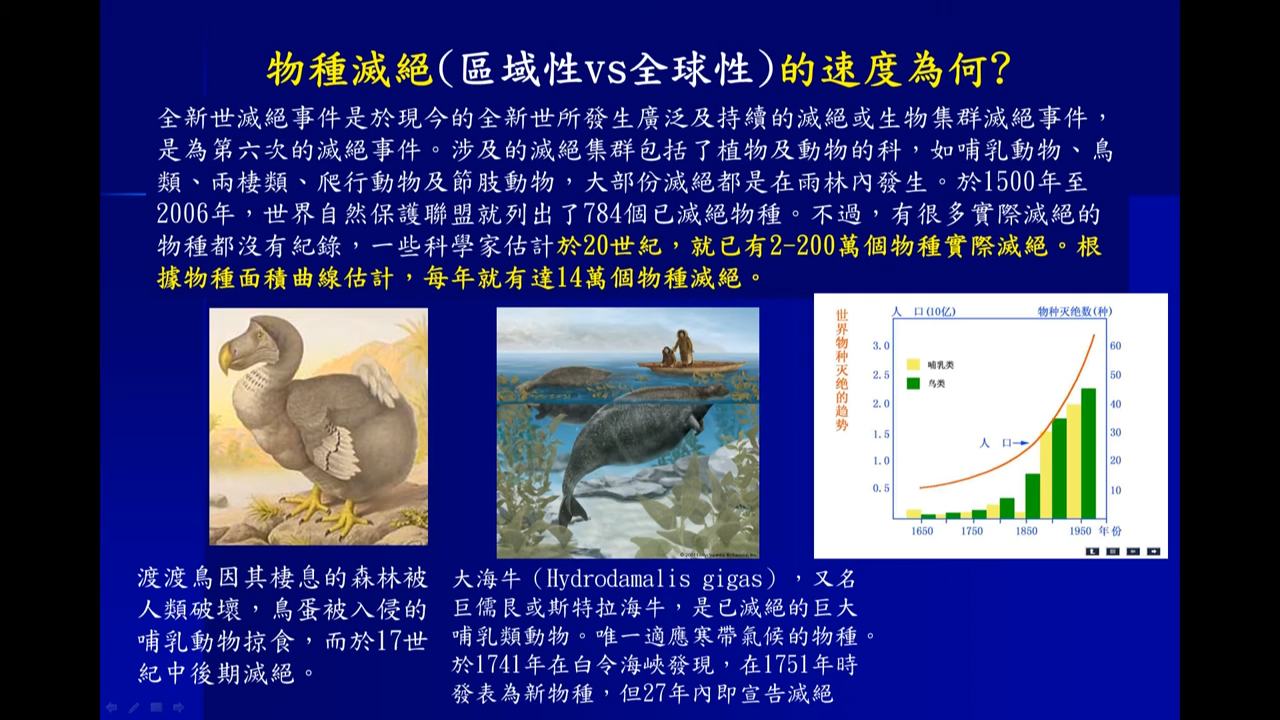 物種滅絕(區域性vs全球性)的速度為何?
全新世滅絕事件是於現今的全新世所發生廣泛及持續的滅絕或生物集群滅絕事件，
是為第六次的滅絕事件。涉及的滅絕集群包括了植物及動物的科，如哺乳動物、鳥
類、兩棲類、爬行動物及節肢動物，大部份滅絕都是在雨林內發生。於1500年至
2006年，世界自然保護聯盟就列出了784個已滅絕物種。不過，有很多實際滅絕的
物種都沒有紀錄，一些科學家估計於20世紀，就已有2-200萬個物種實際滅絕。根
據物種面積曲線估計，每年就有達14萬個物種滅絕。
世界物种灭绝的趋势
人 口(10亿)
物种灭绝数(种)
3.0
2.5
2.0
1.5
1.0
0.5
60
50
40
30
20
10
哺乳类
鸟类
人 口
1650 1750 1850 1950 年份
渡渡鳥因其棲息的森林被
人類破壞，鳥蛋被入侵的
哺乳動物掠食，而於17世
紀中後期滅絕。
大海牛（Hydrodamalis gigas），又名
巨儒艮或斯特拉海牛，是已滅絕的巨大
哺乳類動物。唯一適應寒帶氣候的物種。
於1741年在白令海峽發現，在1751年時
發表為新物種，但27年內即宣告滅絕